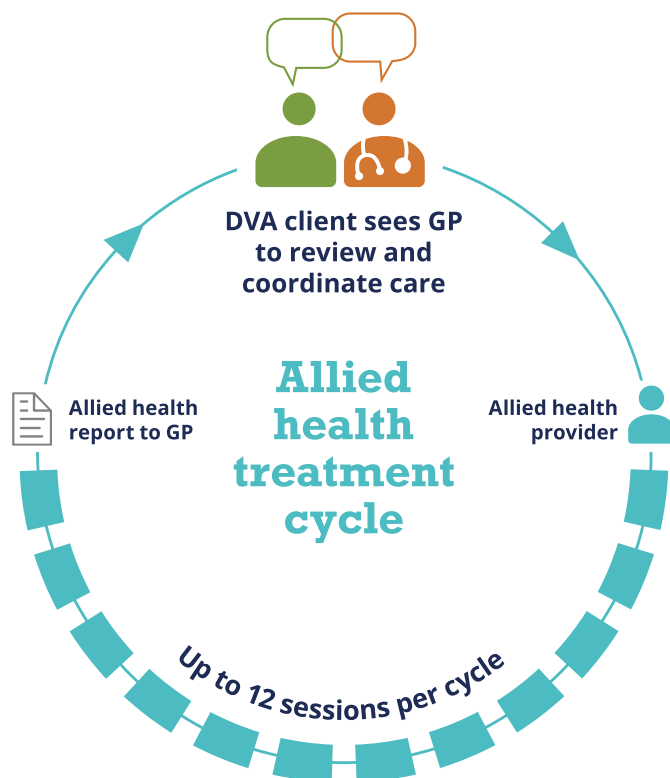 DVA client sees GP
to review and
coordinate care
Allied health
report to GP
Allied
health
treatment
cycle
Allied health
provider
Up to 12 sessions per cycle